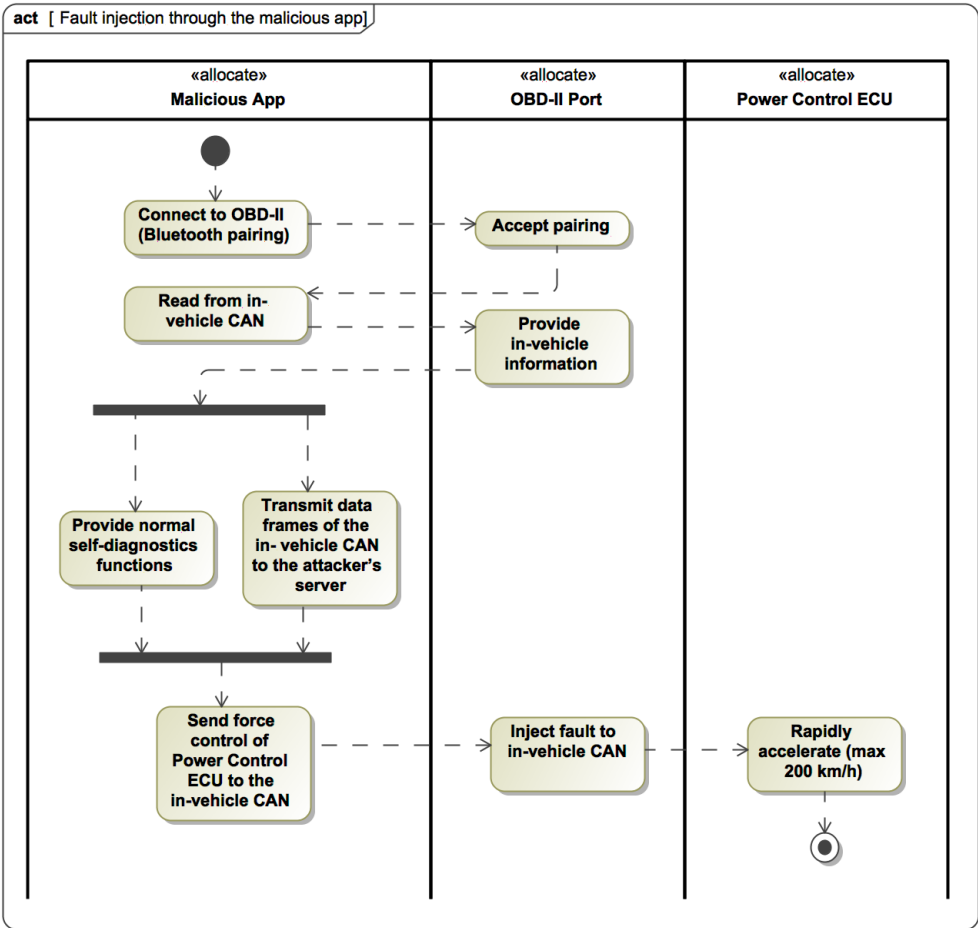 act [ Fault injection through the malicious app]
«allocate»
Malicious App
«allocate»
OBD-II Port
«allocate»
Power Control ECU
Connect to OBD-II
(Bluetooth pairing)
Accept pairing
Read from in-
vehicle CAN
Provide
in-vehicle
information
Provide normal
self-diagnostics
functions
Transmit data
frames of the
in- vehicle CAN
to the attacker's
server
Send force
control of
Power Control
ECU to the
in-vehicle CAN
Inject fault to
in-vehicle CAN
Rapidly
accelerate (max
200 km/h)